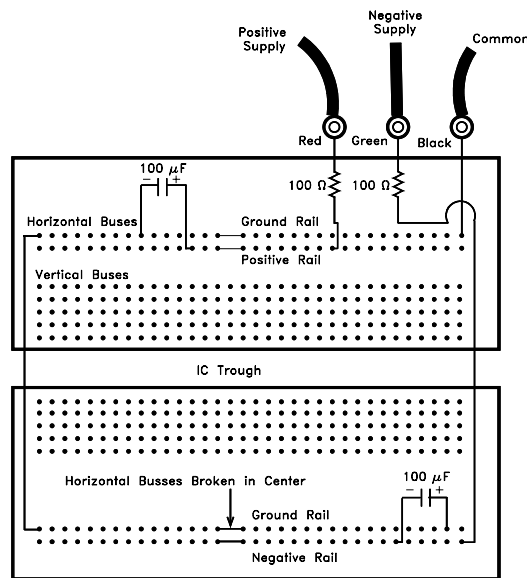 Positive
Supply
Negative
Supply
Common
Red
Green
Black
100 μF
- +
100 Ω
100 Ω
Horizontal Buses
Ground Rail
Positive Rail
Vertical Buses
IC Trough
Horizontal Busses Broken in Center
100 μF
- +
Ground Rail
Negative Rail